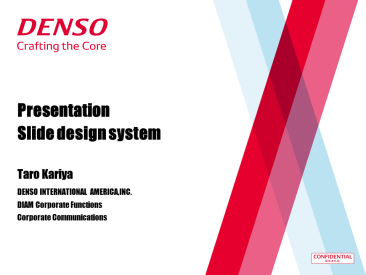 DENSO
Crafting the Core
Presentation
Slide design system
Taro Kariya
DENSO INTERNATIONAL AMERICA,INC.
DIAM Corporate Functions
Corporate Communications
CONFIDENTIAL